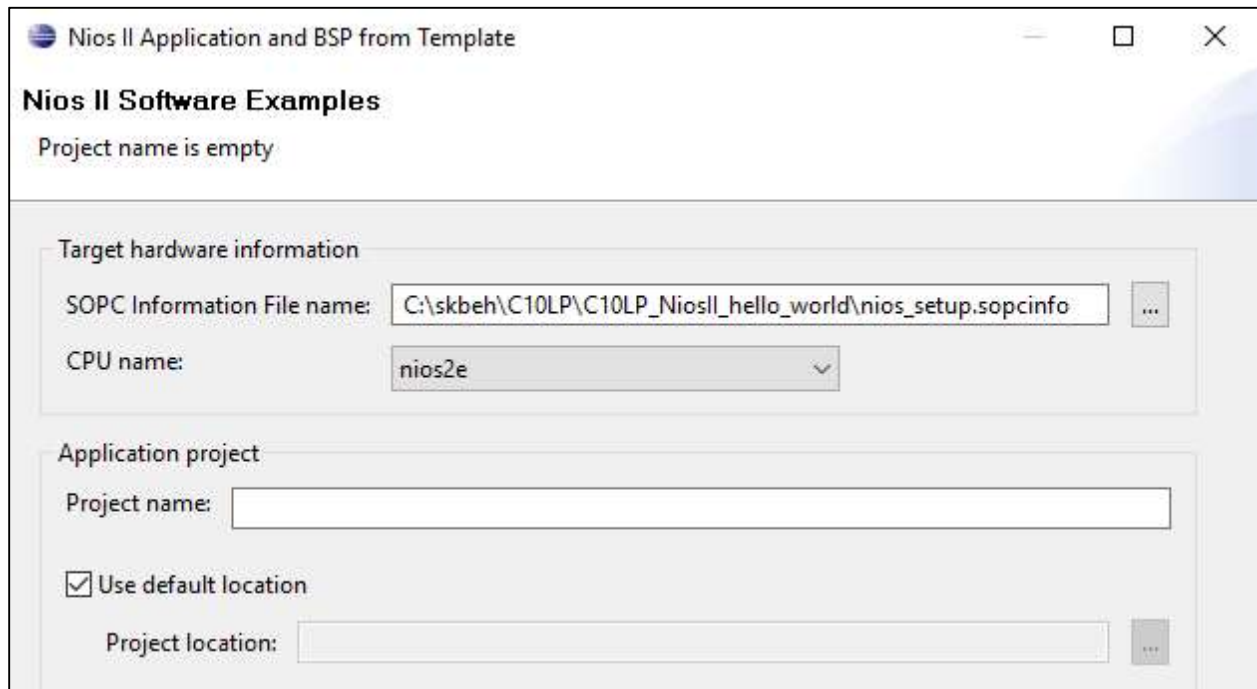 Nios II Application and BSP from Template
Nios II Software Examples
Project name is empty
Target hardware information
SOPC Information File name: C:\skbeh\C10LP\C10LP_NiosII_hello_world\nios_setup.sopcinfo ...
CPU name: nios2e
Application project
Project name:
Use default location
Project location: ...